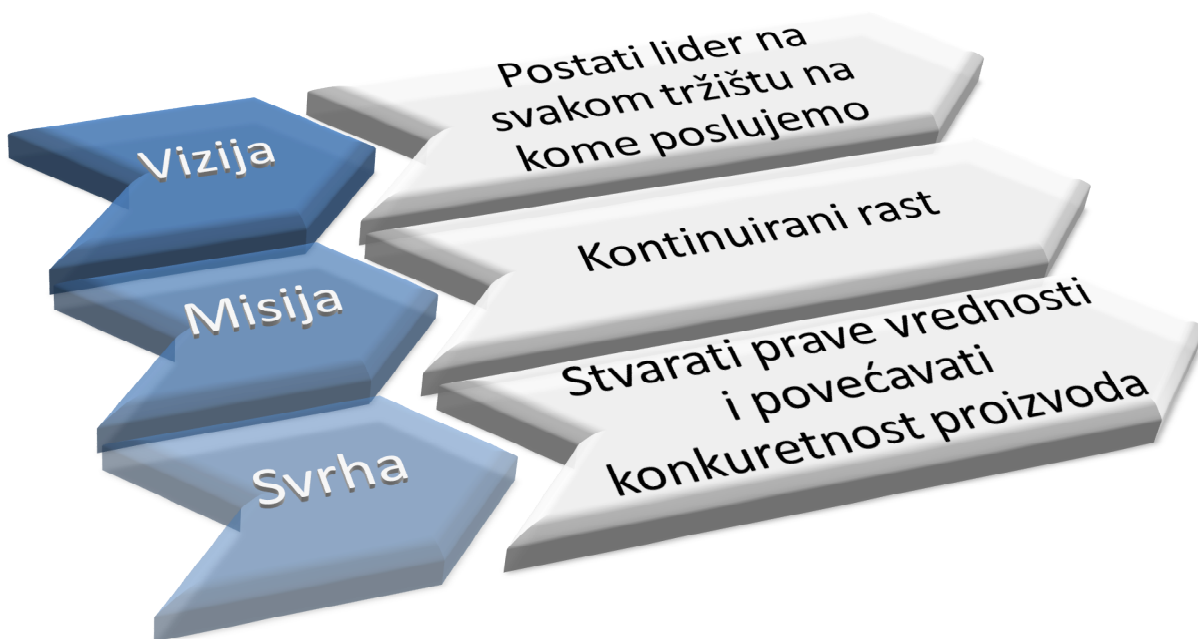 Vizija
Postati lider na
svakom tržištu na
kome poslujemo
Misija
Kontinuirani rast
Svrha
Stvarati prave vrednosti
i povećavati
konkuretnost proizvoda